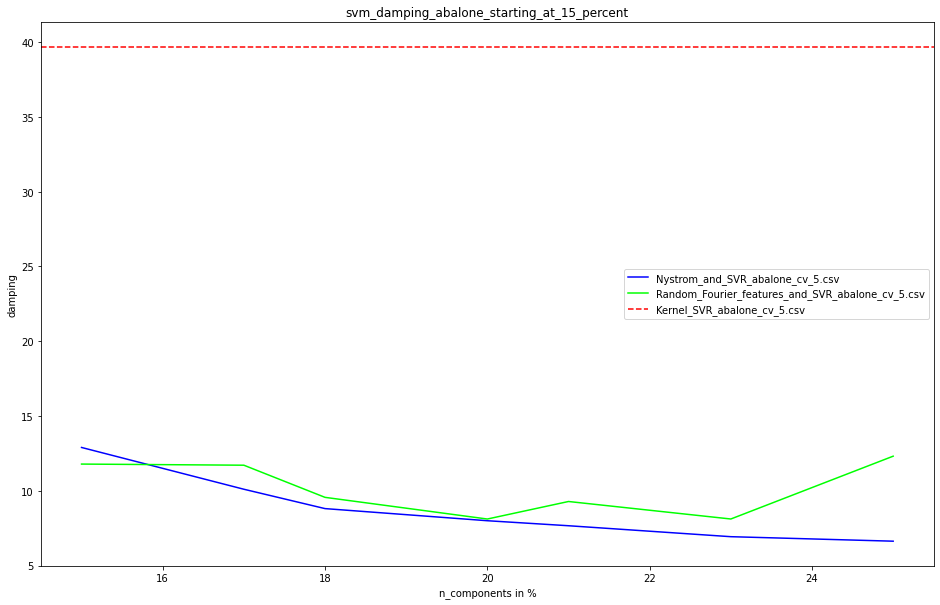 svm_damping_abalone_starting_at_15_percent
40
35
30
25
20
15
10
5
damping
Nystrom_and_SVR_abalone_cv_5.csv
Random_Fourier_features_and_SVR_abalone_cv_5.csv
Kernel_SVR_abalone_cv_5.csv
16 18 20 22 24
n_components in %